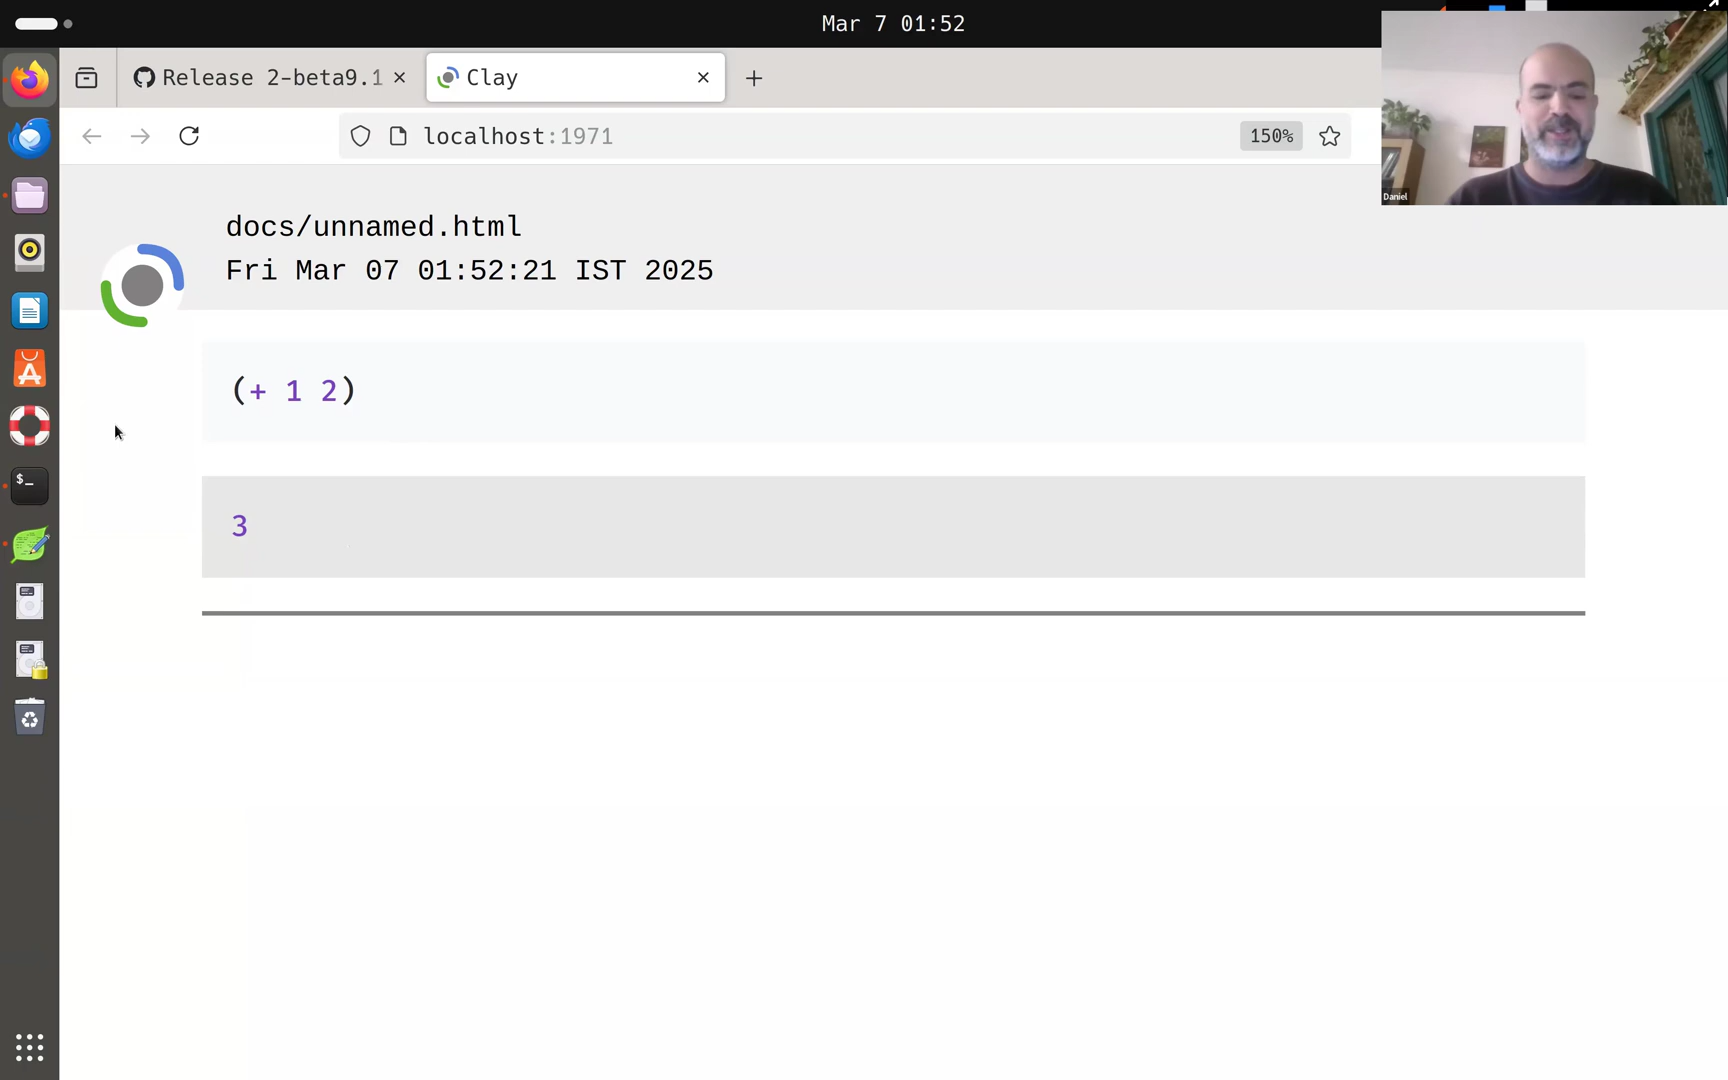 Mar 7 01:52
Release 2-beta9.1
Clay
localhost:1971
150%
Daniel
docs/unnamed.html
Fri Mar 07 01:52:21 IST 2025
(+ 1 2)
3
$_